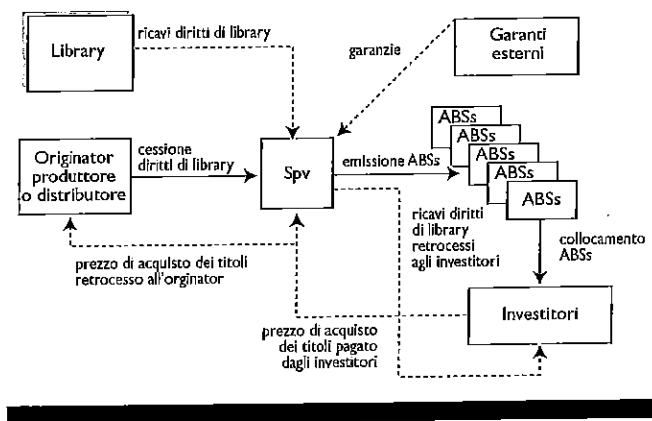 Library
ricavi diritti di library
garanzie
Garanti
esterni
Originator
produttore
o distributore
cessione
diritti di library
Spv
emissione ABSs
ABSs
ABSs
ABSs
ABSs
ABSs
ricavi diritti
di library
retrocessi
agli investitori
collocamento
ABSs
prezzo di acquisto dei titoli
retrocesso all'orginator
prezzo di acquisto
dei titoli pagato
dagli investitori
Investitori